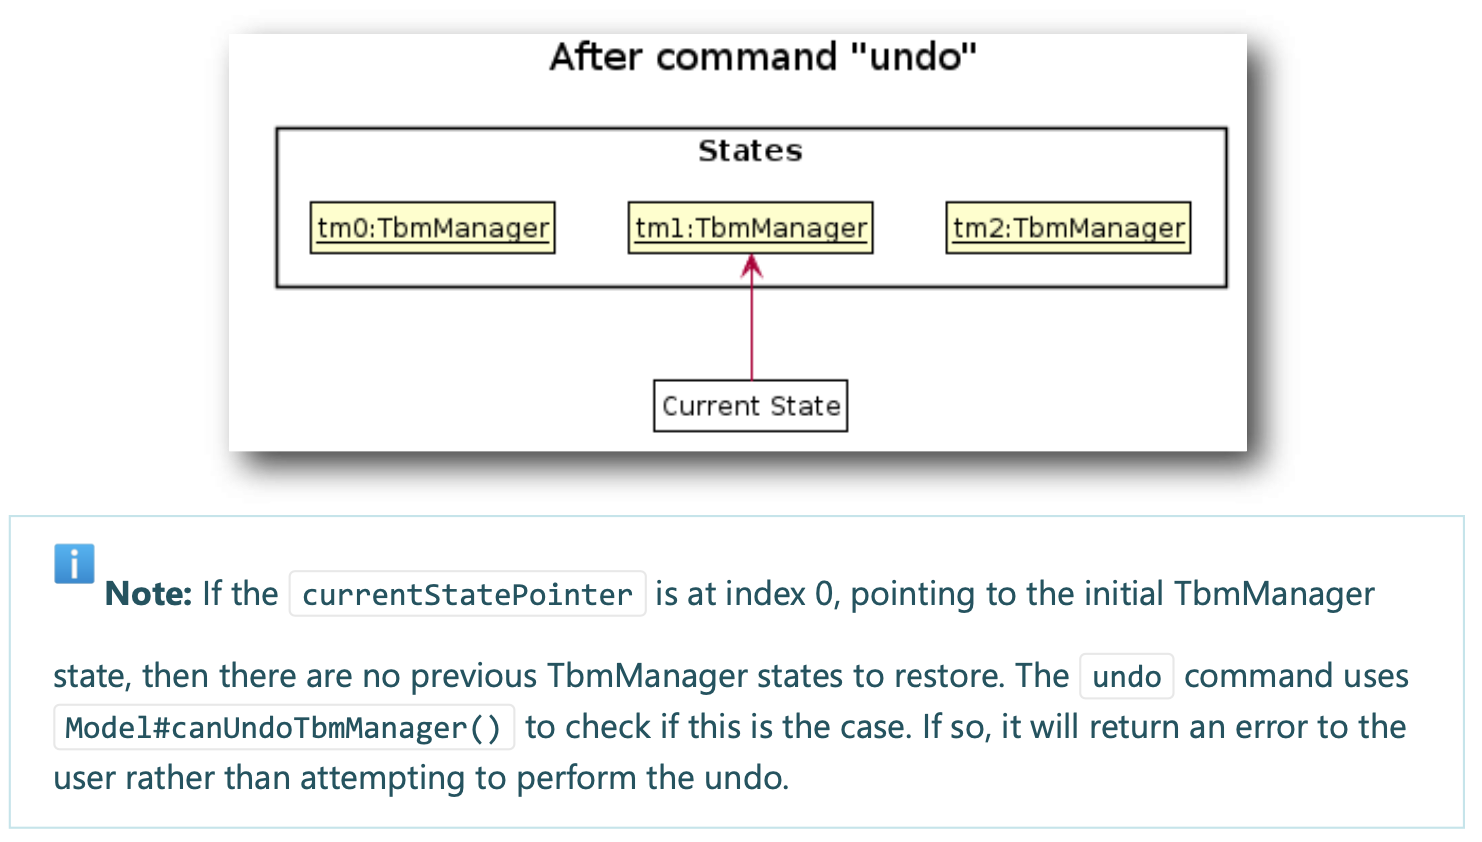 After command "undo"
States
tm0:TbmManager tm1:TbmManager tm2:TbmManager
Current State
Note: If the currentStatePointer is at index 0, pointing to the initial TbmManager
state, then there are no previous TbmManager states to restore. The undo command uses
Model#canUndoTbmManager() to check if this is the case. If so, it will return an error to the
user rather than attempting to perform the undo.